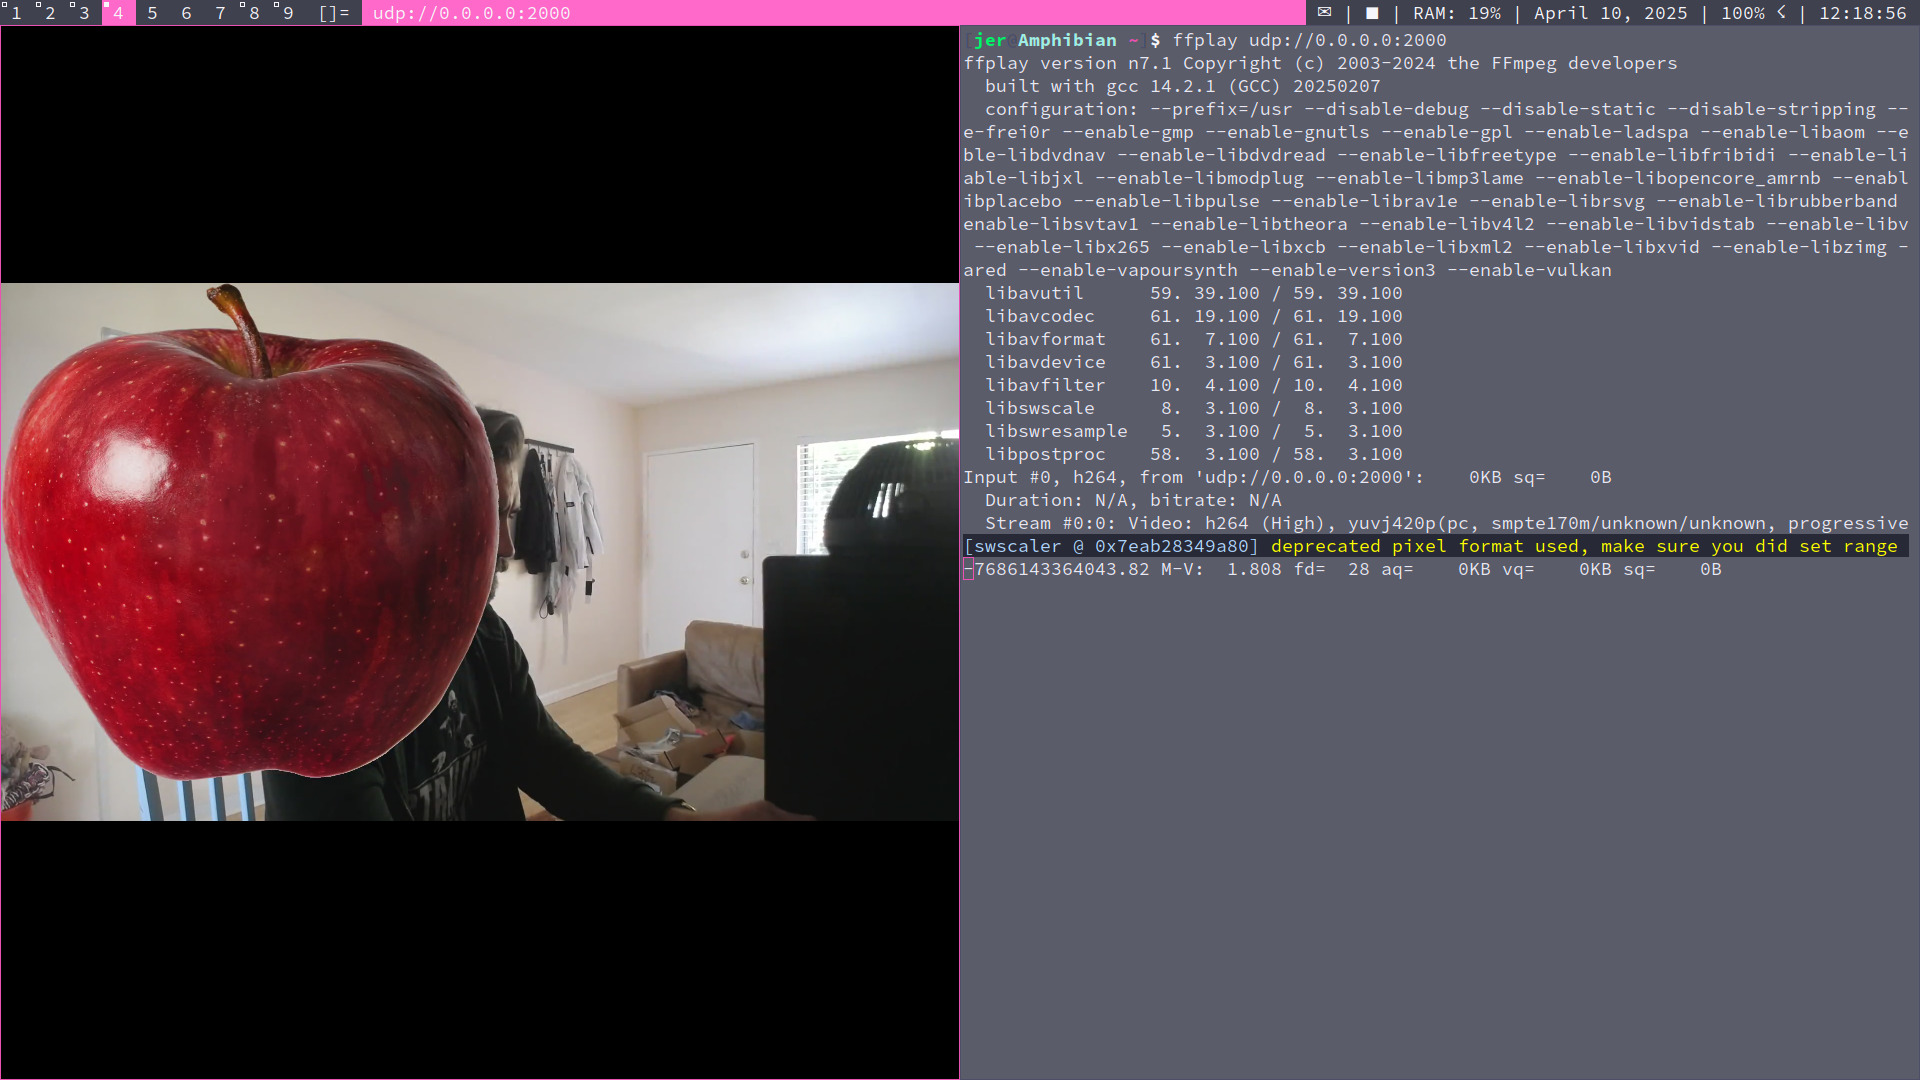 1 2 3 4 5 6 7 8 9 []= udp://0.0.0.0:2000 | RAM: 19% | April 10, 2025 | 100% | 12:18:56
[jer@Amphibian ~]$ ffplay udp://0.0.0.0:2000
ffplay version n7.1 Copyright (c) 2003-2024 the FFmpeg developers
built with gcc 14.2.1 (GCC) 20250207
configuration: --prefix=/usr --disable-debug --disable-static --disable-stripping --
e-frei0r --enable-gmp --enable-gnutls --enable-gpl --enable-ladspa --enable-libaom --e
ble-libdvdnav --enable-libdvdread --enable-libfreetype --enable-libfribidi --enable-li
able-libjxl --enable-libmodplug --enable-libmp3lame --enable-libopencore_amrnb --enabl
ibplacebo --enable-libpulse --enable-librav1e --enable-librsvg --enable-librubberband
enable-libsvtav1 --enable-libtheora --enable-libv4l2 --enable-libvidstab --enable-libv
--enable-libx265 --enable-libxcb --enable-libxml2 --enable-libxvid --enable-libzimg -
ared --enable-vapoursynth --enable-version3 --enable-vulkan
libavutil 59. 39.100 / 59. 39.100
libavcodec 61. 19.100 / 61. 19.100
libavformat 61. 7.100 / 61. 7.100
libavdevice 61. 3.100 / 61. 3.100
libavfilter 10. 4.100 / 10. 4.100
libswscale 8. 3.100 / 8. 3.100
libswresample 5. 3.100 / 5. 3.100
libpostproc 58. 3.100 / 58. 3.100
Input #0, h264, from 'udp://0.0.0.0:2000': 0KB sq= 0B
Duration: N/A, bitrate: N/A
Stream #0:0: Video: h264 (High), yuvj420p(pc, smpte170m/unknown/unknown, progressive
[swscaler @ 0x7eab28349a80] deprecated pixel format used, make sure you did set range
-7686143364043.82 M-V: 1.808 fd= 28 aq= 0KB vq= 0KB sq= 0B